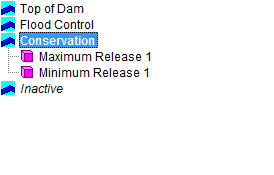 Top of Dam
Flood Control
Conservation
Maximum Release 1
Minimum Release 1
Inactive